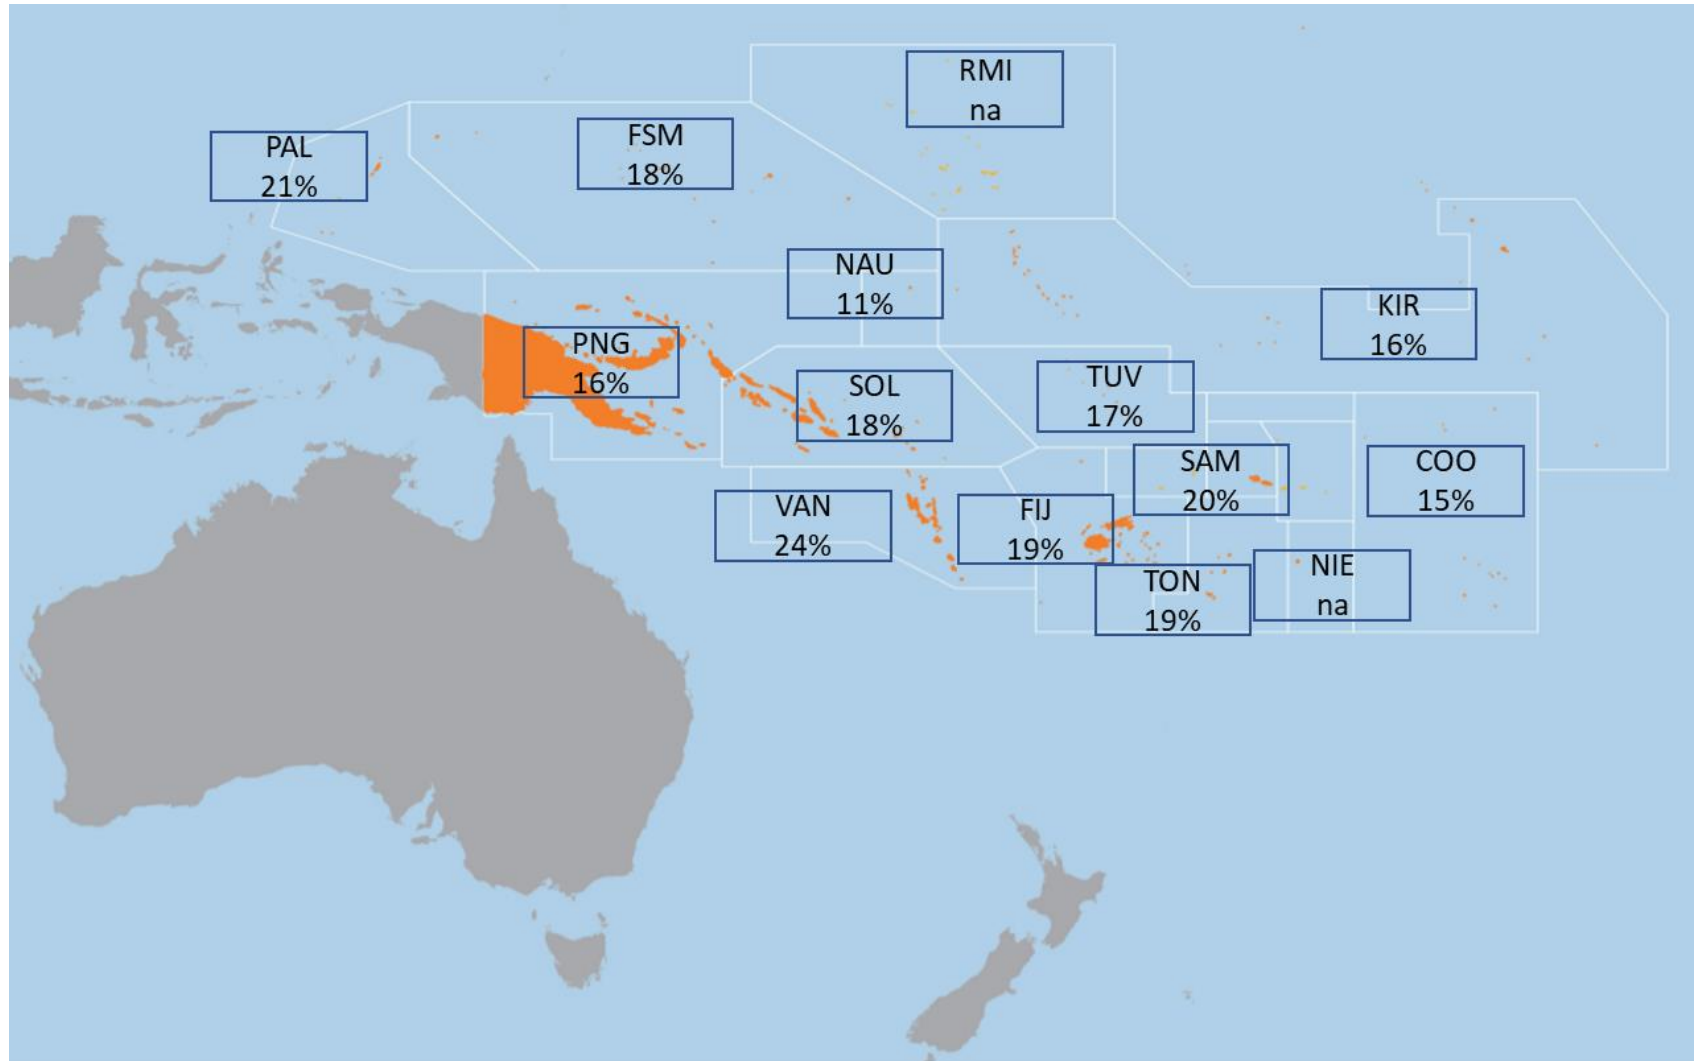 RMI
na
PAL
21%
FSM
18%
NAU
11%
KIR
16%
PNG
16%
SOL
18%
TUV
17%
SAM
20%
COO
15%
VAN
24%
FIJ
19%
TON
19%
NIE
na